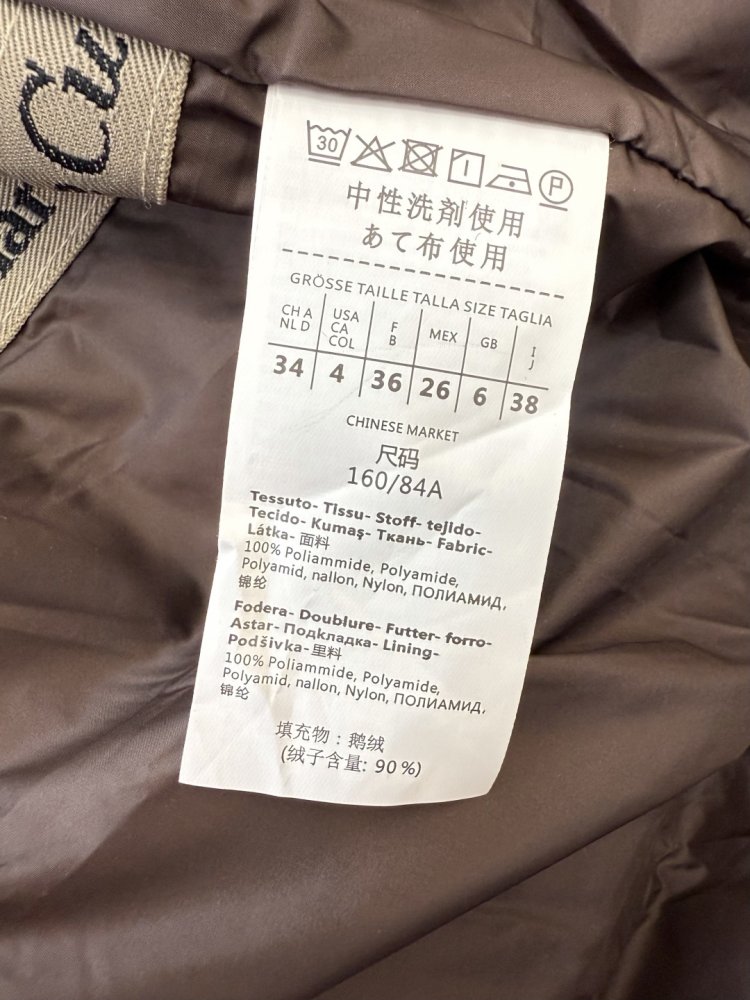 Cu
nar
30
P
中性洗剤使用
あて布使用
GRÖSSE TAILLE TALLA SIZE TAGLIA
CH A NL D
USA CA COL
F B
MEX
GB
I J
34 4 36 26 6 38
CHINESE MARKET
尺码
160/84A
Tessuto- Tissu- Stoff- tejido-
Tecido- Kumaş- Ткань- Fabric-
Látka- 面料
100% Poliammide, Polyamide,
Polyamid, nallon, Nylon, ПОЛИАМИД,
锦纶
Fodera- Doublure- Futter- forro-
Astar- Подкладка- Lining-
Podšivka- 里料
100% Poliammide, Polyamide,
Polyamid, nallon, Nylon, ПОЛИАМИД,
锦纶
填充物：鹅绒
(绒子含量: 90%)